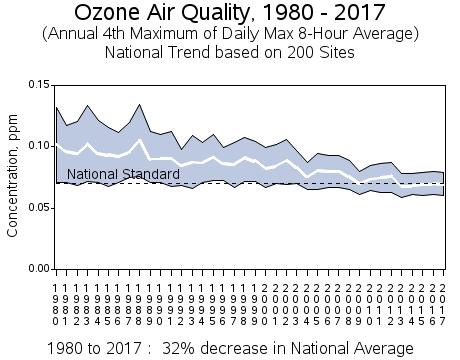 Ozone Air Quality, 1980 - 2017
(Annual 4th Maximum of Daily Max 8-Hour Average)
National Trend based on 200 Sites
Concentration, ppm
0.15
0.10
0.05
0.00
National Standard
1980 1981 1982 1983 1984 1985 1986 1987 1988 1989 1990 1991 1992 1993 1994 1995 1996 1997 1998 1999 2000 2001 2002 2003 2004 2005 2006 2007 2008 2009 2010 2011 2012 2013 2014 2015 2016 2017
1980 to 2017 : 32% decrease in National Average